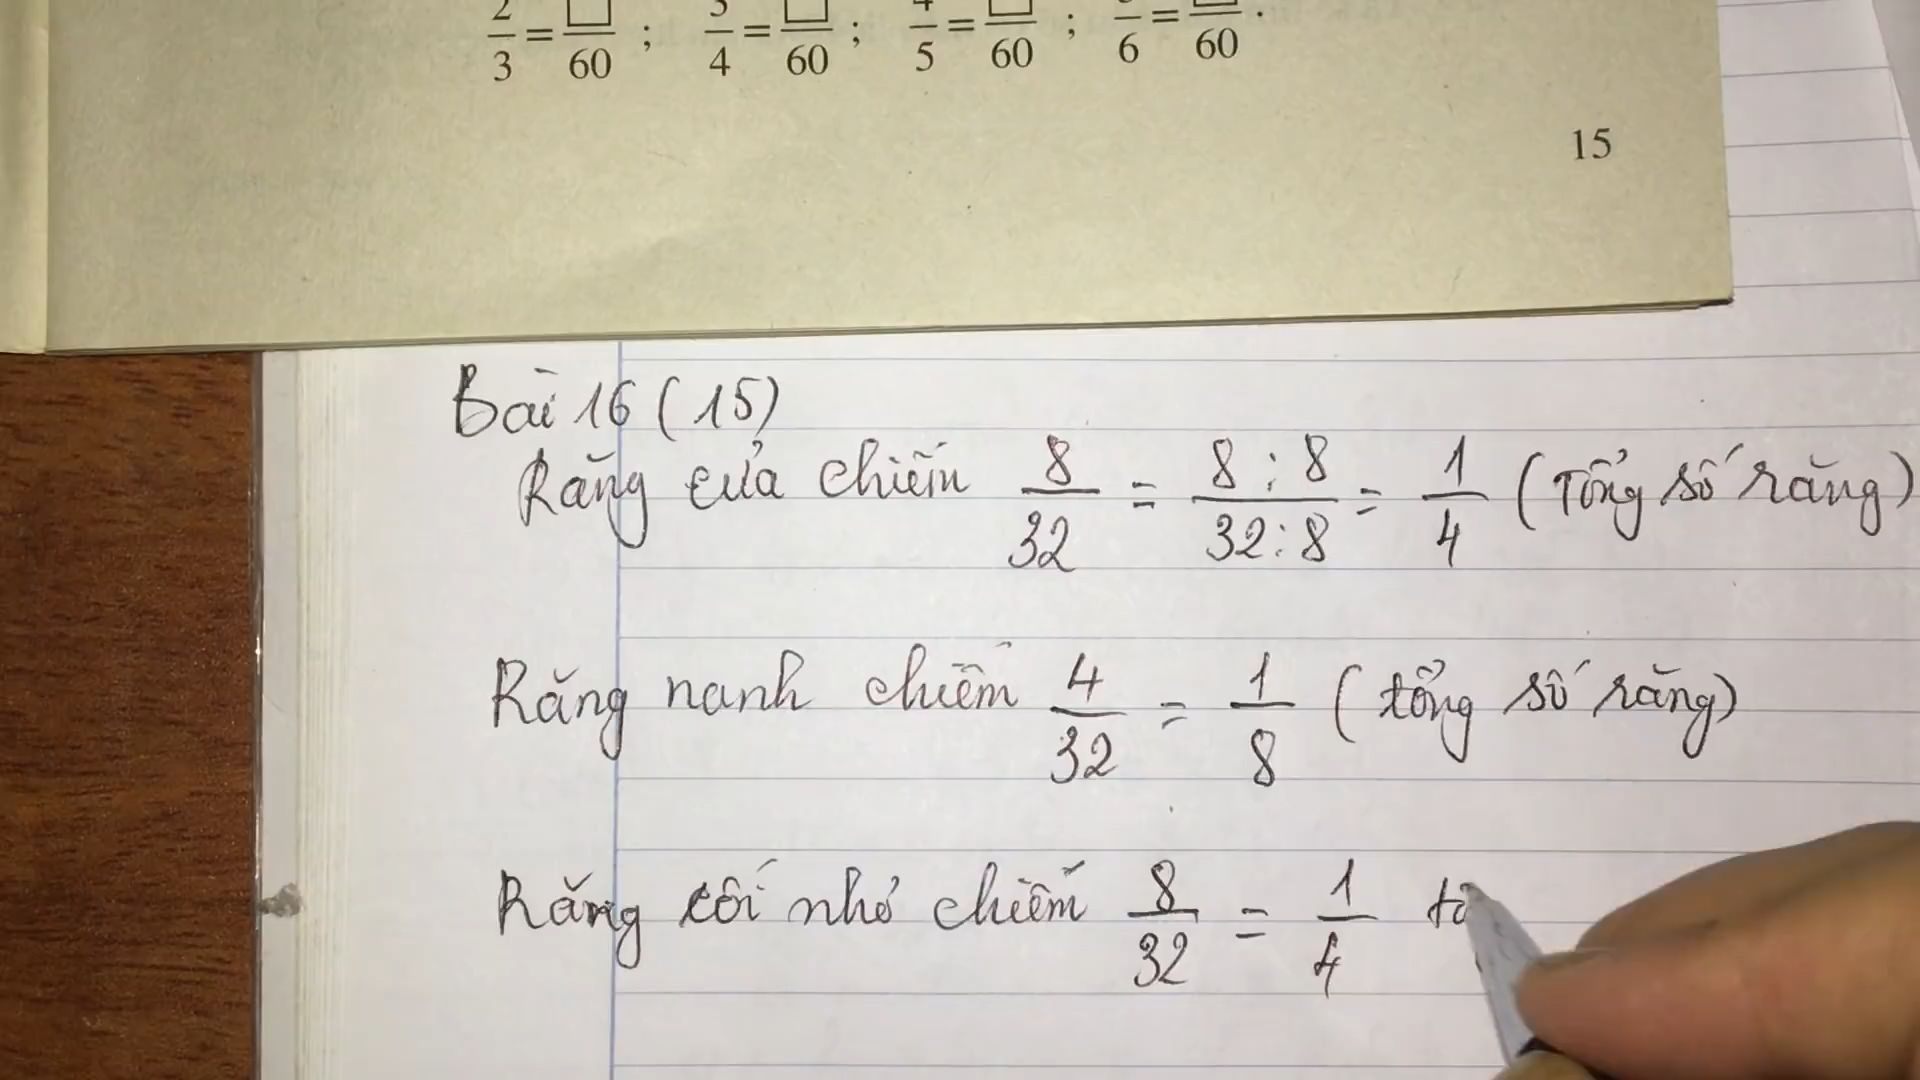 2/3 = □/60 ; 3/4 = □/60 ; 4/5 = □/60 ; /6 = □/60 .
15
Bài 16 (15)
Răng cửa chiếm 8/32 = 8:8/32:8 = 1/4 (Tổng số răng)
Răng nanh chiếm 4/32 = 1/8 (tổng số răng)
Răng cối nhỏ chiếm 8/32 = 1/4 tổ